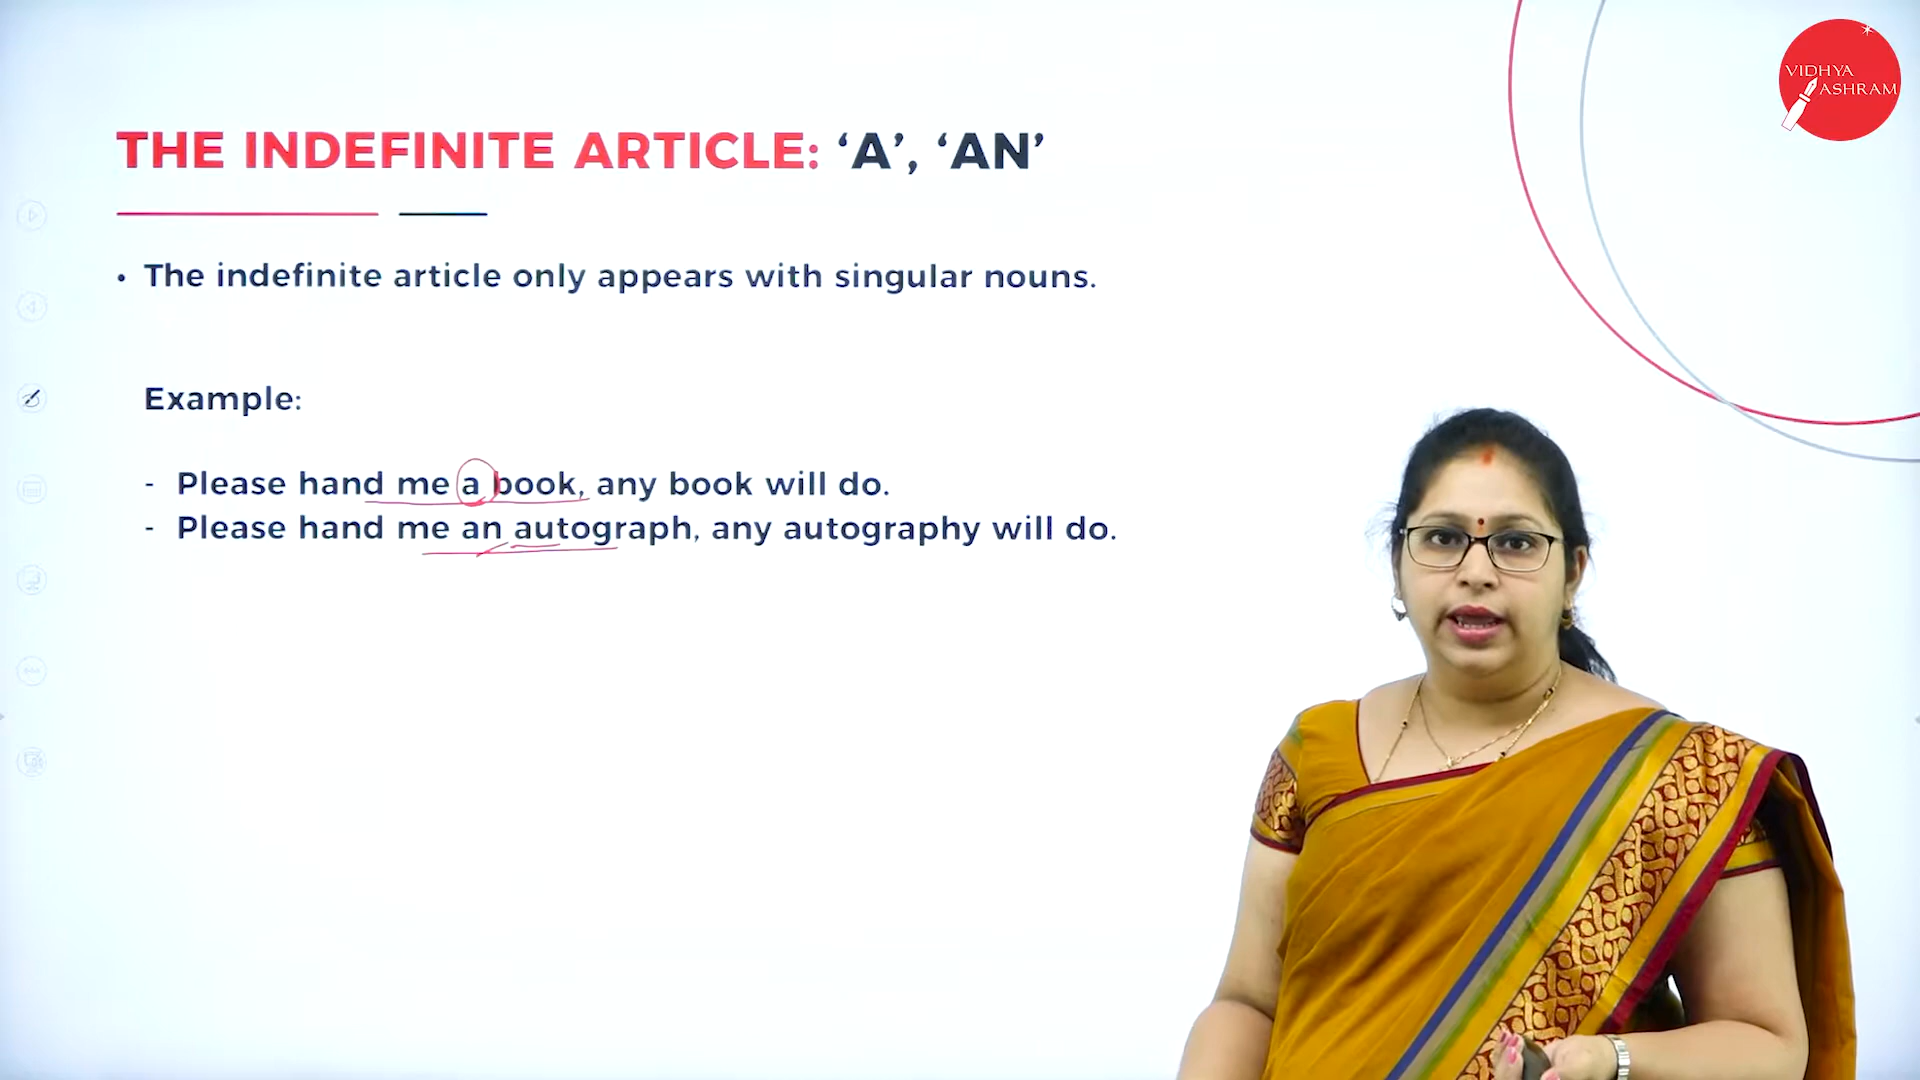 VIDHYA
ASHRAM
THE INDEFINITE ARTICLE: ‘A’, ‘AN’
• The indefinite article only appears with singular nouns.
Example:
- Please hand me a book, any book will do.
- Please hand me an autograph, any autography will do.